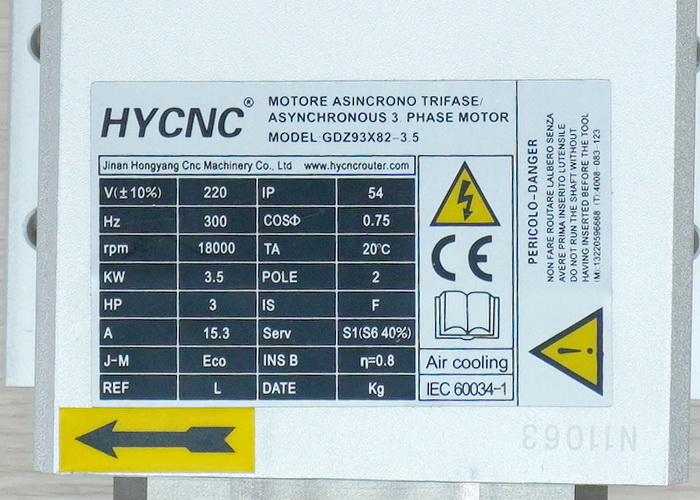 HYCNC®
MOTORE ASINCRONO TRIFASE/
ASYNCHRONOUS 3. PHASE MOTOR
MODEL:GDZ93X82-3.5
Jinan Hongyang Cnc Machinery Co., Ltd www.hycncrouter.com
V(±10%) 220 IP 54
Hz 300 COSΦ 0.75
rpm 18000 TA 20℃
KW 3.5 POLE 2
HP 3 IS F
A 15.3 Serv S1(S6 40%)
J-M Eco INS B η=0.8
REF L DATE Kg
CE
Air cooling
IEC 60034-1
PERICOLO-DANGER
NON FARE ROUTARE LALBERO SENZA
AVERE PRIMA INSERITO LUTENSILE
DO NOT RUN THE SHAFT WITHOUT
HAVING INSERTED BEFORE THE TOOL
(M):13220596668 (T):4008-083-123
!
N11063